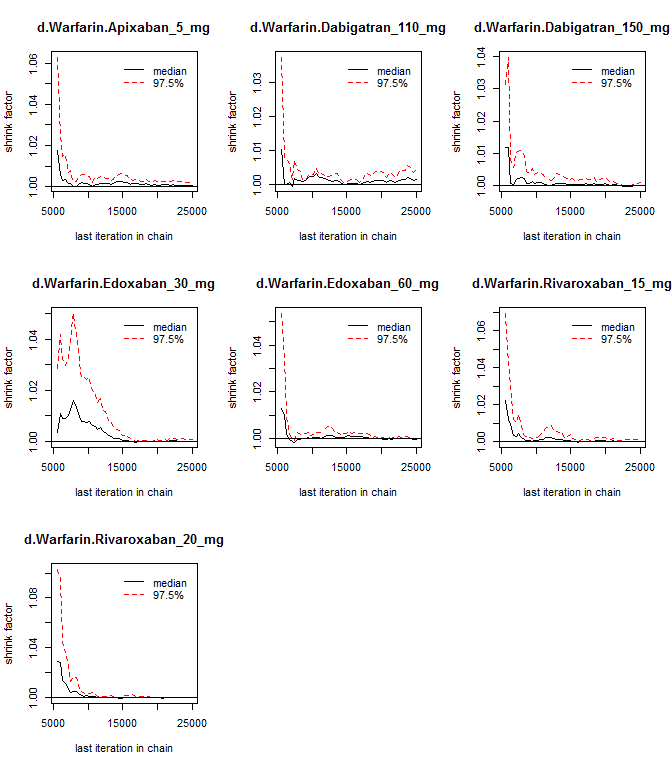 d.Warfarin.Apixaban_5_mg
shrink factor
1.00 1.02 1.04 1.06
median
97.5%
5000 15000 25000
last iteration in chain
d.Warfarin.Dabigatran_110_mg
shrink factor
1.00 1.01 1.02 1.03
median
97.5%
5000 15000 25000
last iteration in chain
d.Warfarin.Dabigatran_150_mg
shrink factor
1.00 1.01 1.02 1.03 1.04
median
97.5%
5000 15000 25000
last iteration in chain
d.Warfarin.Edoxaban_30_mg
shrink factor
1.00 1.02 1.04
median
97.5%
5000 15000 25000
last iteration in chain
d.Warfarin.Edoxaban_60_mg
shrink factor
1.00 1.02 1.04
median
97.5%
5000 15000 25000
last iteration in chain
d.Warfarin.Rivaroxaban_15_mg
shrink factor
1.00 1.02 1.04 1.06
median
97.5%
5000 15000 25000
last iteration in chain
d.Warfarin.Rivaroxaban_20_mg
shrink factor
1.00 1.04 1.08
median
97.5%
5000 15000 25000
last iteration in chain